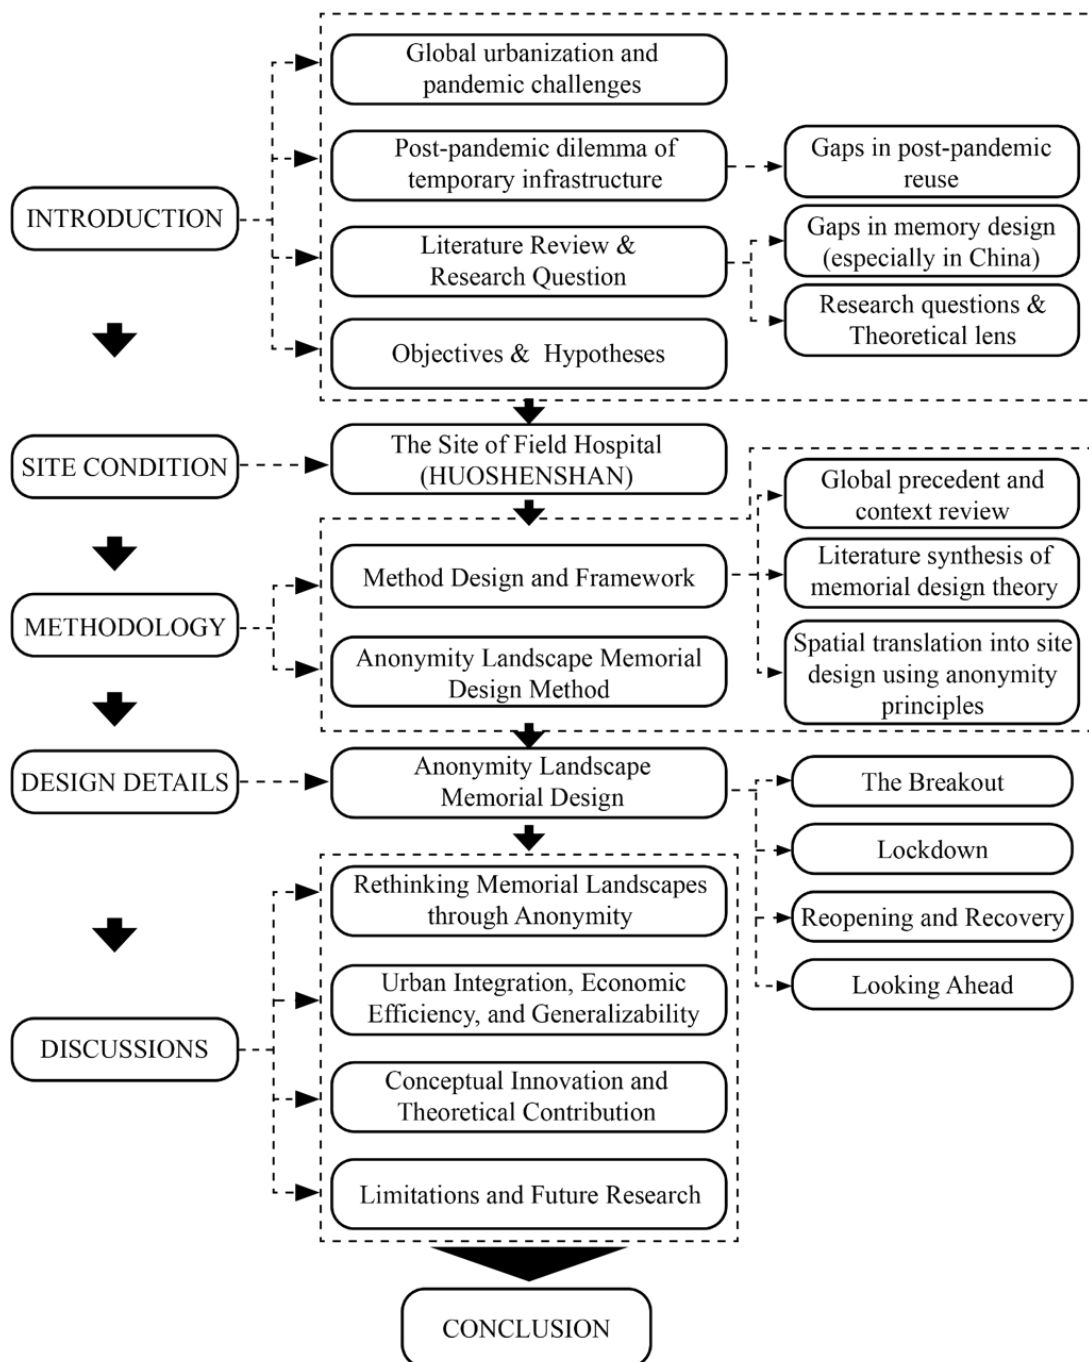 Global urbanization and
pandemic challenges
Post-pandemic dilemma of
temporary infrastructure
Gaps in post-pandemic
reuse
INTRODUCTION
Literature Review &
Research Question
Gaps in memory design
(especially in China)
Research questions &
Theoretical lens
Objectives & Hypotheses
SITE CONDITION
The Site of Field Hospital
(HUOSHENSHAN)
METHODOLOGY
Method Design and Framework
Global precedent and
context review
Literature synthesis of
memorial design theory
Spatial translation into site
design using anonymity
principles
Anonymity Landscape Memorial
Design Method
DESIGN DETAILS
Anonymity Landscape
Memorial Design
The Breakout
Lockdown
Reopening and Recovery
Looking Ahead
DISCUSSIONS
Rethinking Memorial Landscapes
through Anonymity
Urban Integration, Economic
Efficiency, and Generalizability
Conceptual Innovation and
Theoretical Contribution
Limitations and Future Research
CONCLUSION